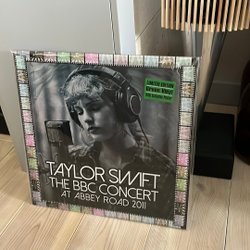 LIMITED EDITION
Green Vinyl
TAYLOR SWIFT
THE BBC CONCERT
AT ABBEY ROAD 2011